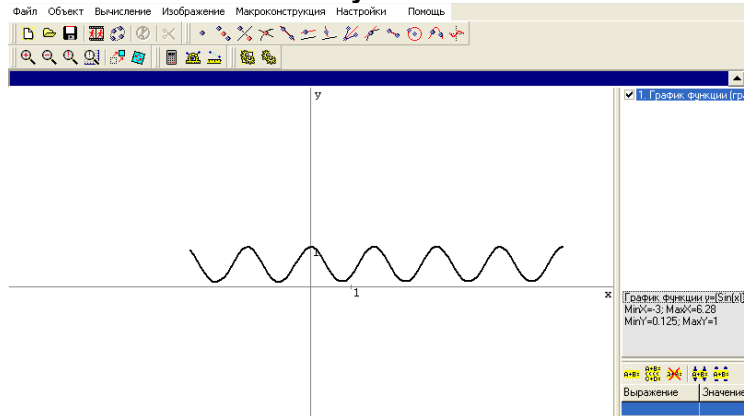 Файл Объект Вычисление Изображение Макроконструкция Настройки Помощь
1. График функции (гра
y
1
1
x
График функции y=(Sin(x)
MinX=-3; MaxX=6.28
MinY=0.125; MaxY=1
Выражение Значение